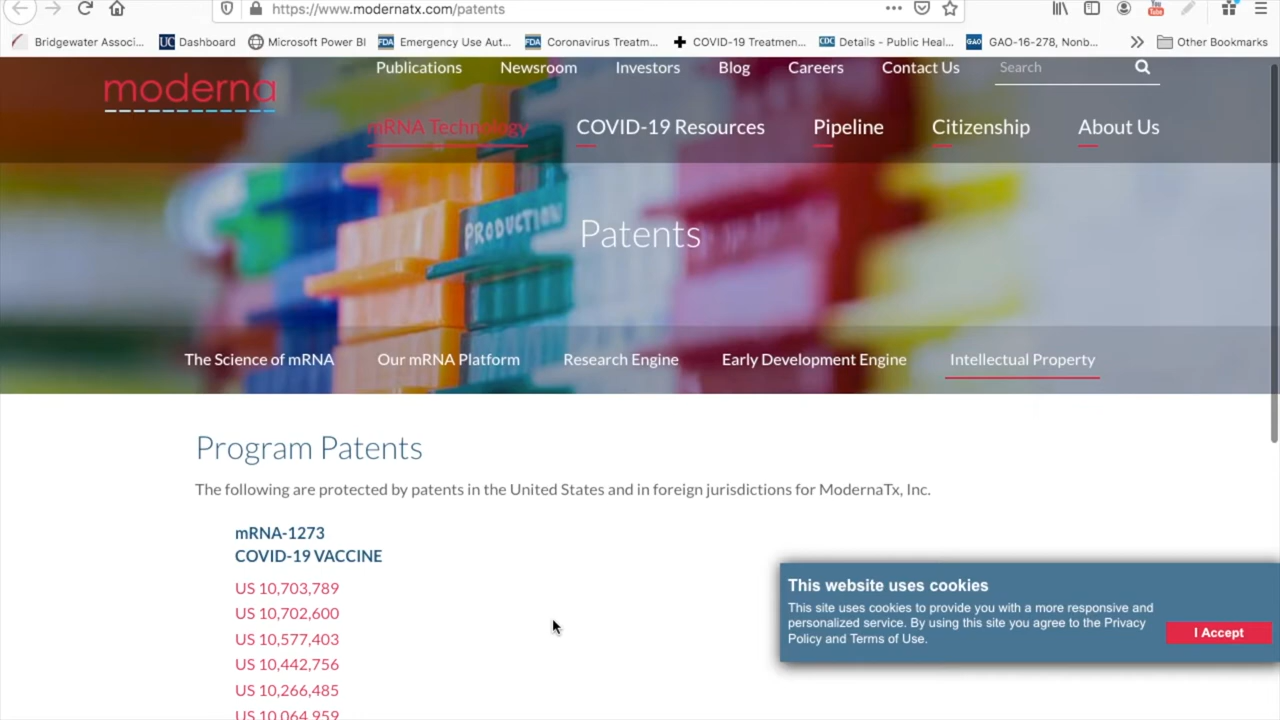 https://www.modernatx.com/patents
Bridgewater Associ... Dashboard Microsoft Power BI Emergency Use Aut... Coronavirus Treatm... COVID-19 Treatmen... Details - Public Heal... GAO-16-278, Nonb... Other Bookmarks
moderna
Publications Newsroom Investors Blog Careers Contact Us Search
mRNA Technology COVID-19 Resources Pipeline Citizenship About Us
PRODUCTION
Patents
The Science of mRNA Our mRNA Platform Research Engine Early Development Engine Intellectual Property
Program Patents
The following are protected by patents in the United States and in foreign jurisdictions for ModernaTx, Inc.
mRNA-1273
COVID-19 VACCINE
US 10,703,789
US 10,702,600
US 10,577,403
US 10,442,756
US 10,266,485
US 10,064,959
This website uses cookies
This site uses cookies to provide you with a more responsive and
personalized service. By using this site you agree to the Privacy
Policy and Terms of Use.
I Accept